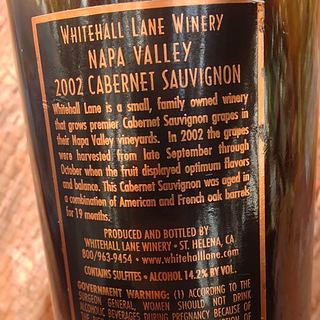 WHITEHALL LANE WINERY
NAPA VALLEY
2002 CABERNET SAUVIGNON
Whitehall Lane is a small, family owned winery
that grows premier Cabernet Sauvignon grapes in
their Napa Valley vineyards. In 2002 the grapes
were harvested from late September through
October when the fruit displayed optimum flavors
and balance. This Cabernet Sauvignon was aged in
a combination of American and French oak barrels
for 19 months.
PRODUCED AND BOTTLED BY
WHITEHALL LANE WINERY • ST. HELENA, CA
800/963-9454 • www.whitehalllane.com
CONTAINS SULFITES • ALCOHOL 14.2% BY VOL.
GOVERNMENT WARNING: (1) ACCORDING TO THE
SURGEON GENERAL, WOMEN SHOULD NOT DRINK
ALCOHOLIC BEVERAGES DURING PREGNANCY BECAUSE OF